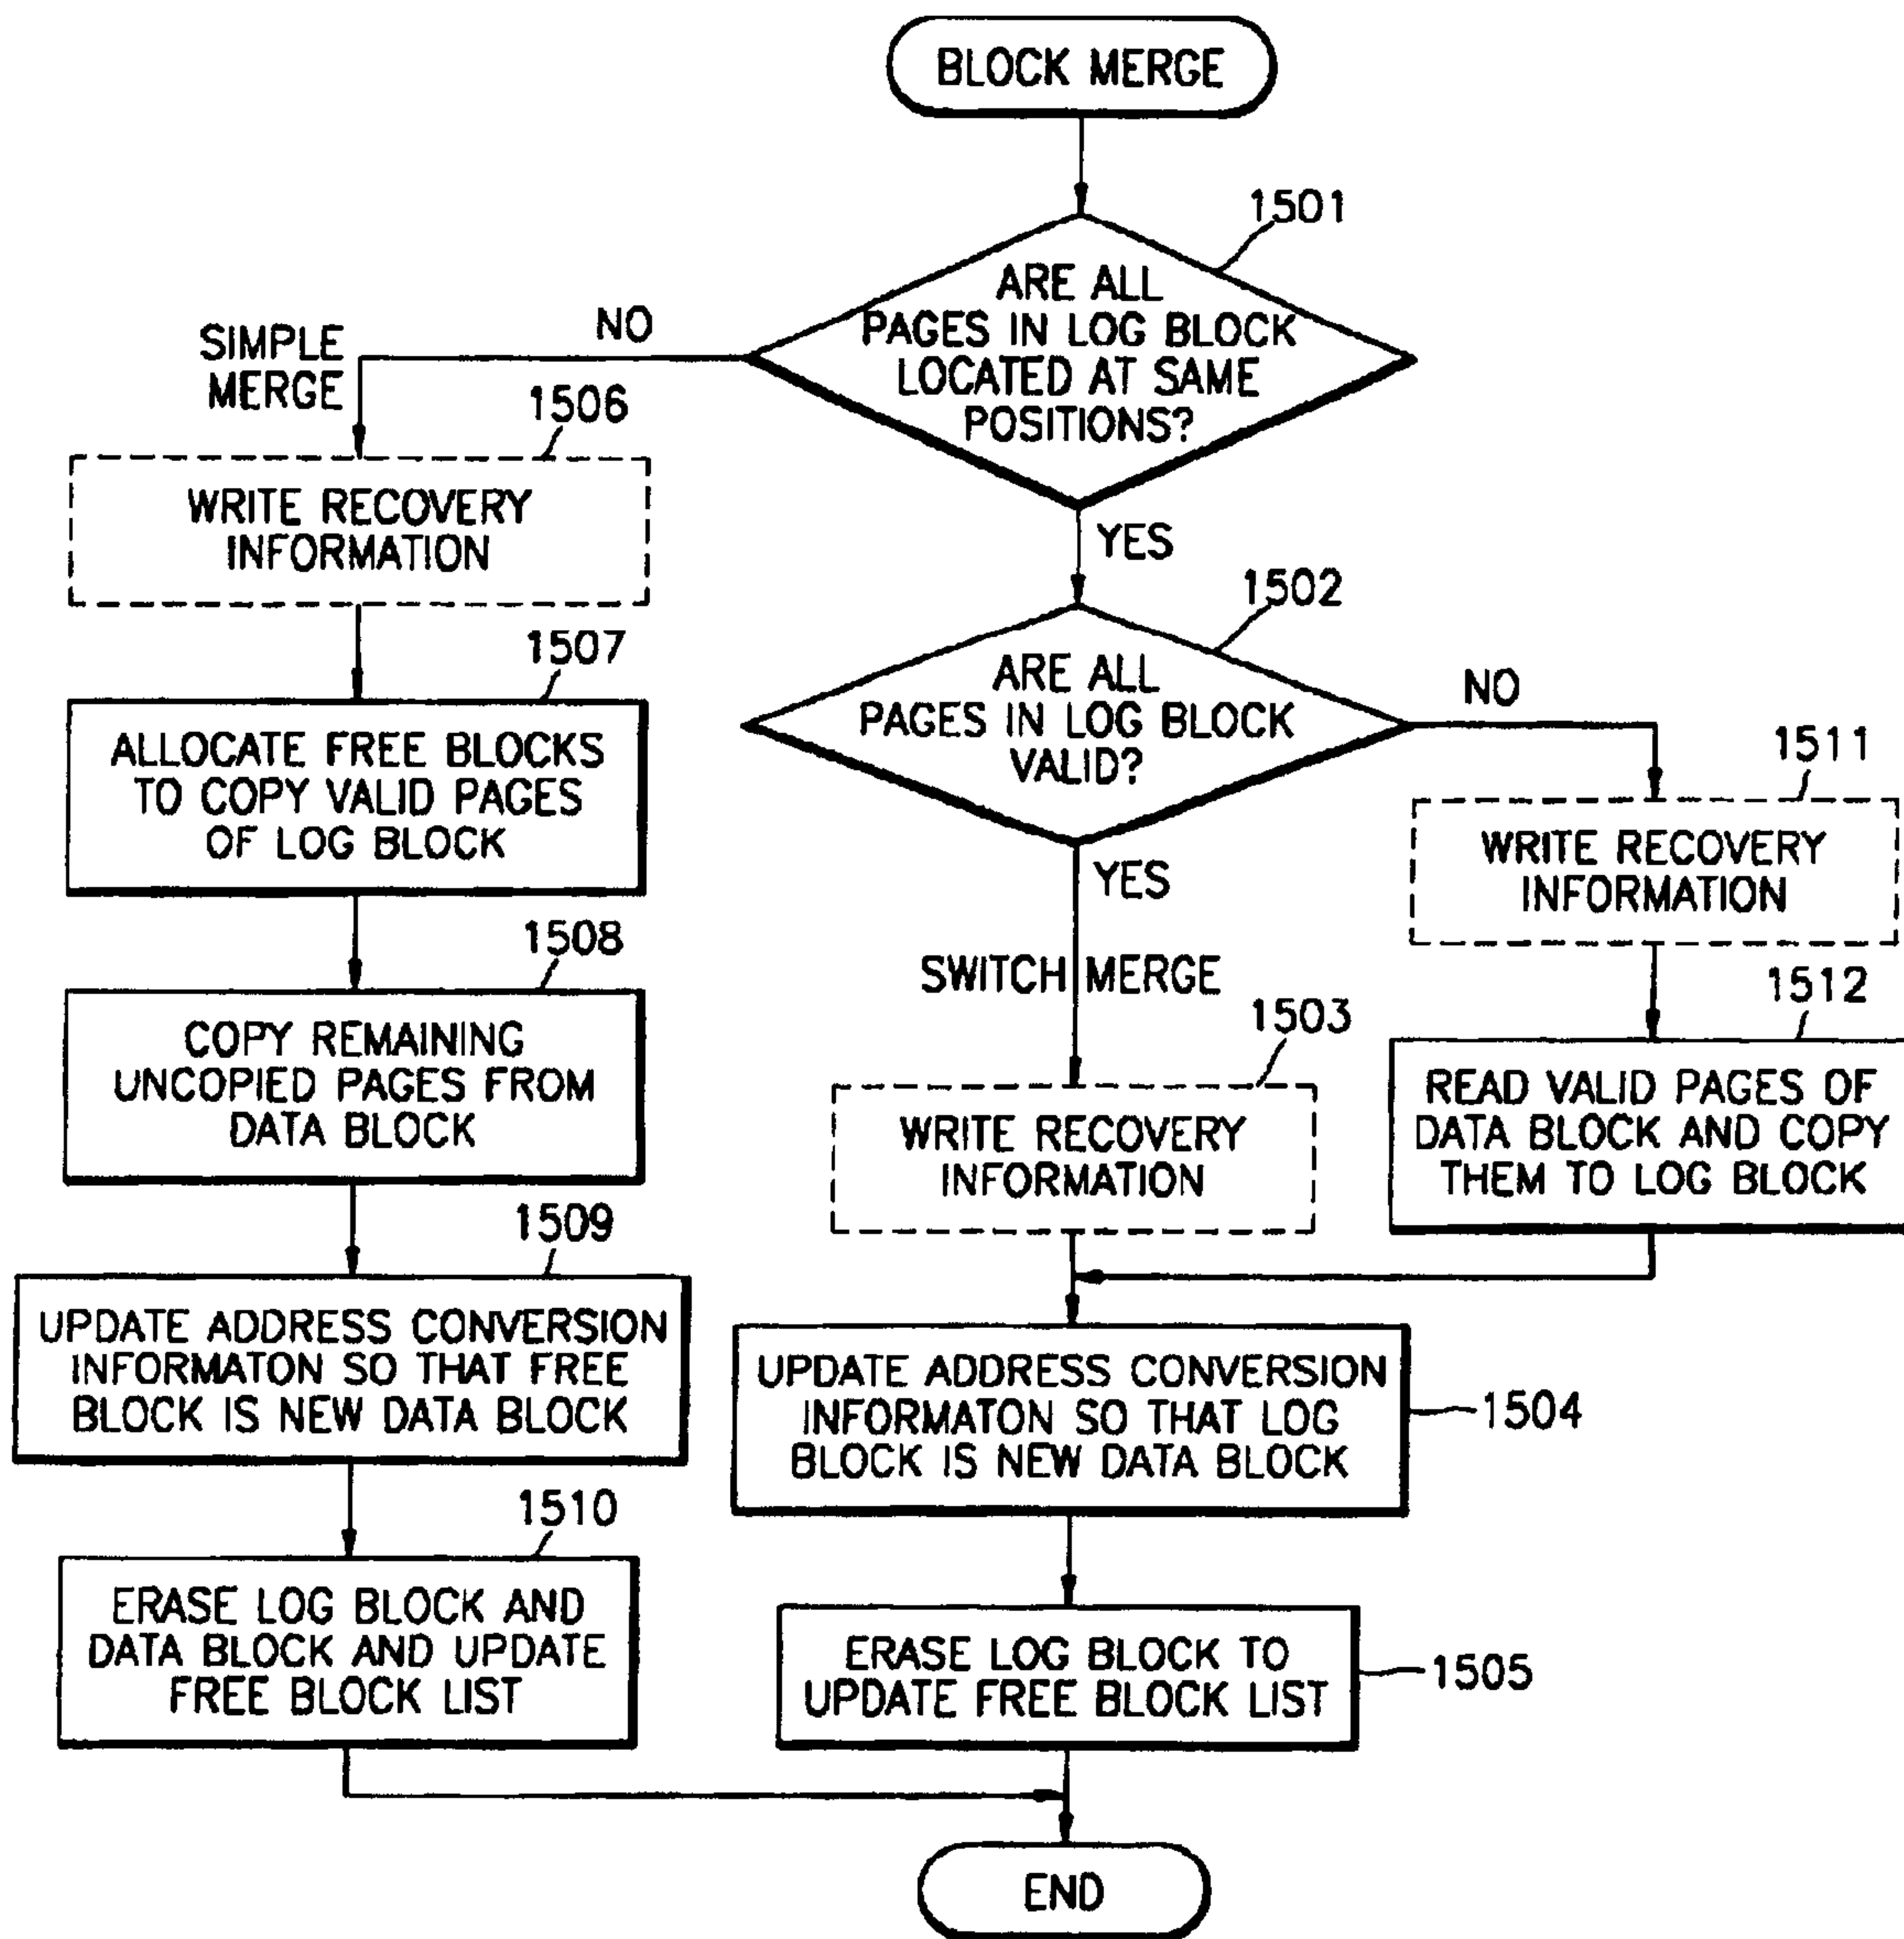 BLOCK MERGE
1501
ARE ALL
PAGES IN LOG BLOCK
LOCATED AT SAME
POSITIONS?
NO
SIMPLE
MERGE
YES
1506
WRITE RECOVERY
INFORMATION
1507
ALLOCATE FREE BLOCKS
TO COPY VALID PAGES
OF LOG BLOCK
1508
COPY REMAINING
UNCOPIED PAGES FROM
DATA BLOCK
1509
UPDATE ADDRESS CONVERSION
INFORMATON SO THAT FREE
BLOCK IS NEW DATA BLOCK
1510
ERASE LOG BLOCK AND
DATA BLOCK AND UPDATE
FREE BLOCK LIST
1502
ARE ALL
PAGES IN LOG BLOCK
VALID?
NO
YES
SWITCH MERGE
1503
WRITE RECOVERY
INFORMATION
1511
WRITE RECOVERY
INFORMATION
1512
READ VALID PAGES OF
DATA BLOCK AND COPY
THEM TO LOG BLOCK
UPDATE ADDRESS CONVERSION
INFORMATON SO THAT LOG
BLOCK IS NEW DATA BLOCK
1504
ERASE LOG BLOCK TO
UPDATE FREE BLOCK LIST
1505
END